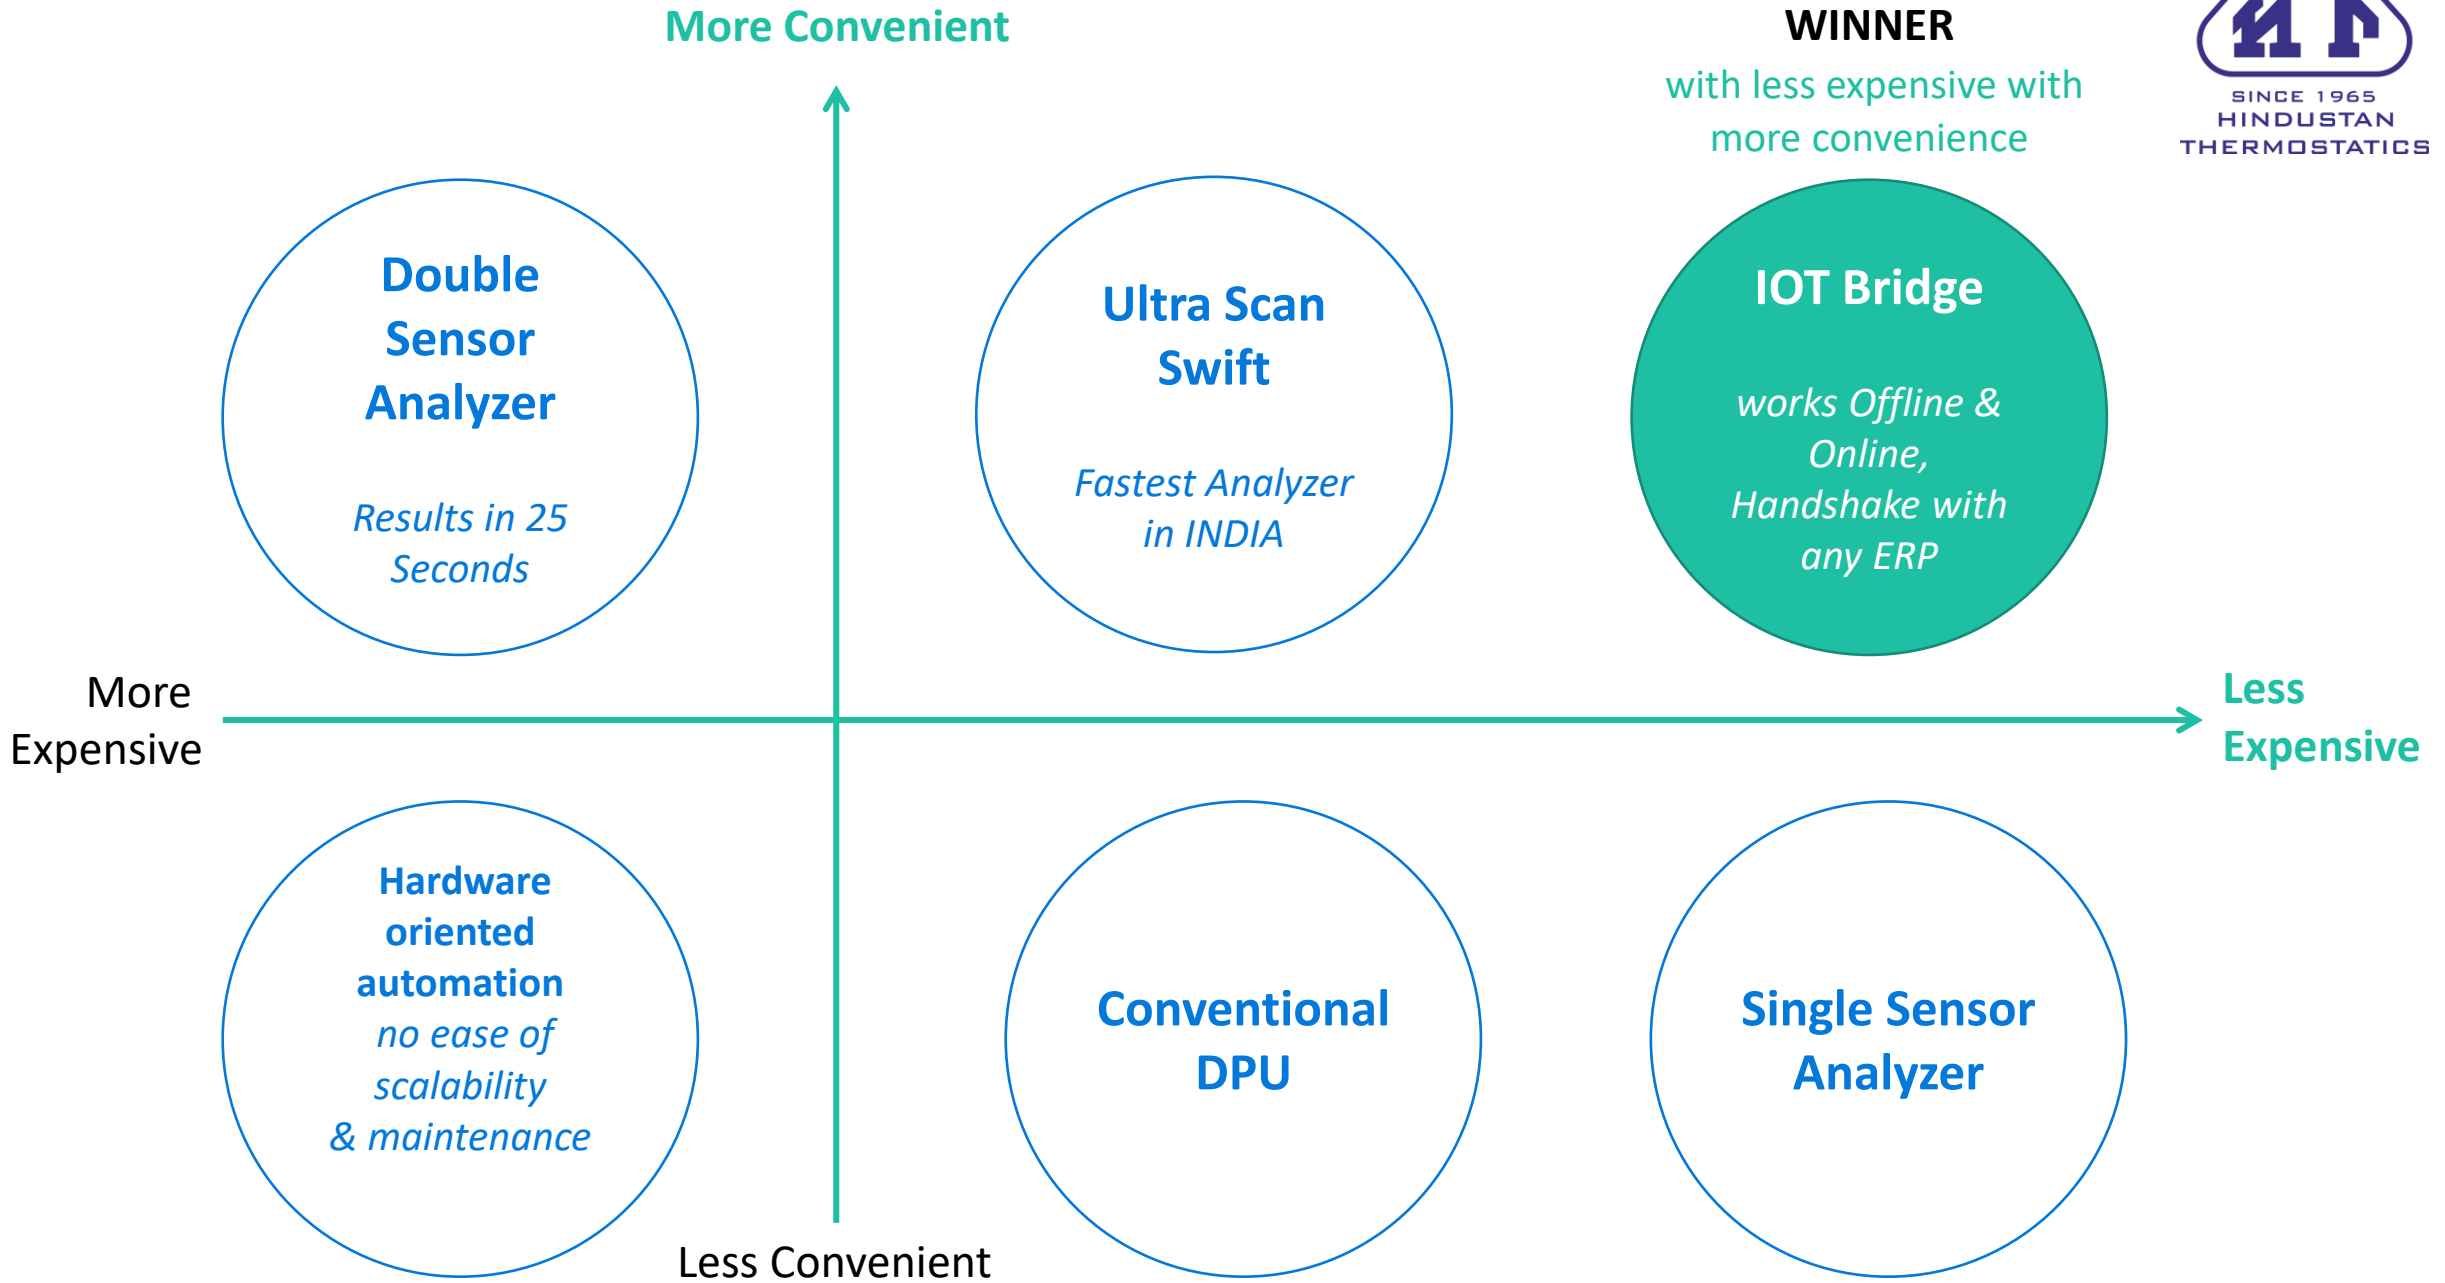 More Convenient
WINNER
with less expensive with
more convenience
SINCE 1965
HINDUSTAN
THERMOSTATICS
Double
Sensor
Analyzer
Results in 25
Seconds
Ultra Scan
Swift
Fastest Analyzer
in INDIA
IOT Bridge
works Offline &
Online,
Handshake with
any ERP
More
Expensive
Less
Expensive
Hardware
oriented
automation
no ease of
scalability
& maintenance
Conventional
DPU
Single Sensor
Analyzer
Less Convenient